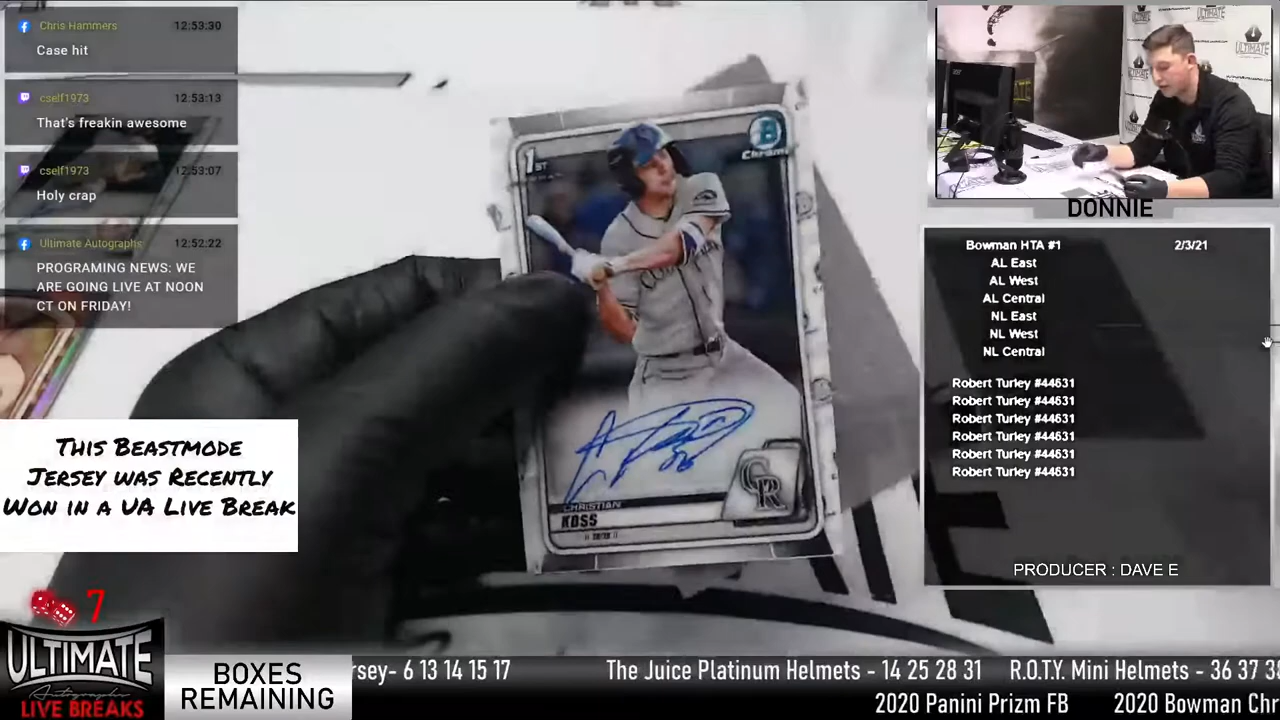 Chris Hammers 12:53:30
Case hit
cself1973 12:53:13
That's freakin awesome
cself1973 12:53:07
Holy crap
Ultimate Autographs 12:52:22
PROGRAMING NEWS: WE
ARE GOING LIVE AT NOON
CT ON FRIDAY!
1ST
B
Chrome
CHRISTIAN
KOSS
CR
ULTIMATE
DONNIE
Bowman HTA #1 2/3/21
AL East
AL West
AL Central
NL East
NL West
NL Central
Robert Turley #44631
Robert Turley #44631
Robert Turley #44631
Robert Turley #44631
Robert Turley #44631
Robert Turley #44631
PRODUCER : DAVE E
This Beastmode
Jersey was Recently
Won in a UA Live Break
7
ULTIMATE
Autographs
LIVE BREAKS
BOXES
REMAINING
rsey- 6 13 14 15 17 The Juice Platinum Helmets - 14 25 28 31 R.O.T.Y. Mini Helmets - 36 37 38
2020 Panini Prizm FB 2020 Bowman Chr